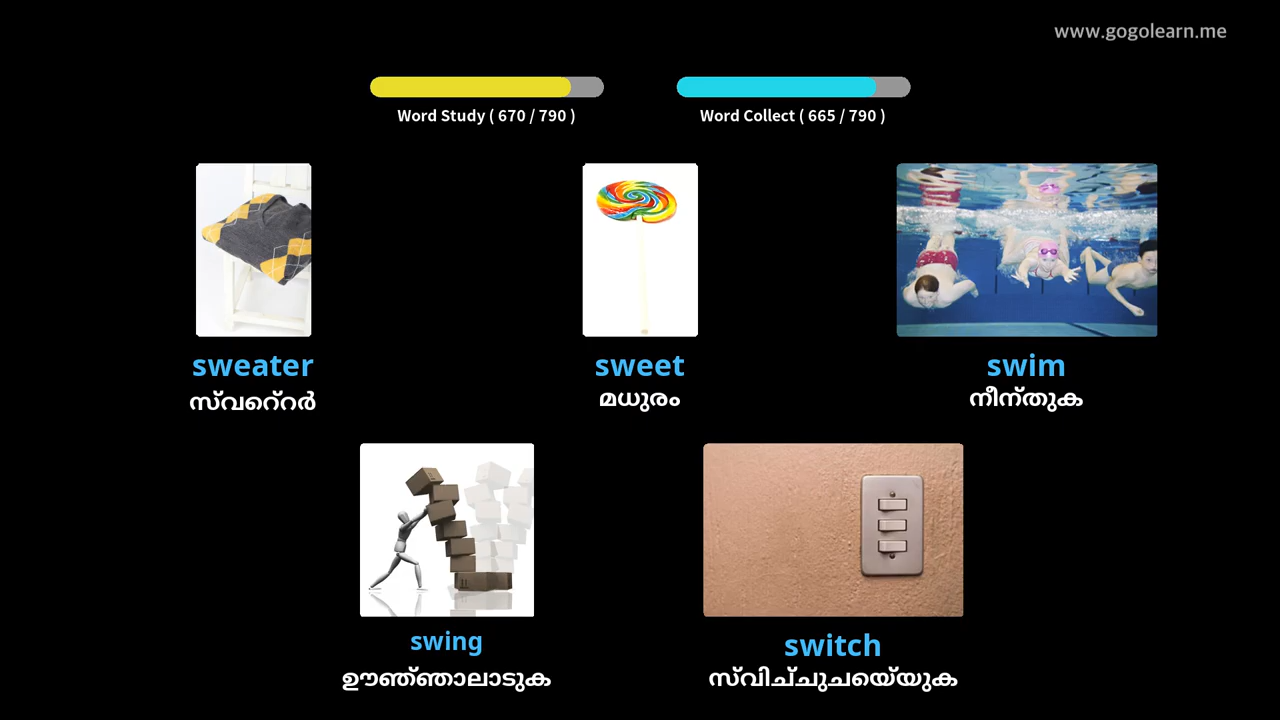 www.gogolearn.me
Word Study ( 670 / 790 )
Word Collect ( 665 / 790 )
sweater
സ്വെറ്റെർ
sweet
മധുരം
swim
നീന്തുക
swing
ഊഞ്ഞാലാടുക
switch
സ്വിച്ചുചയെ്യുക